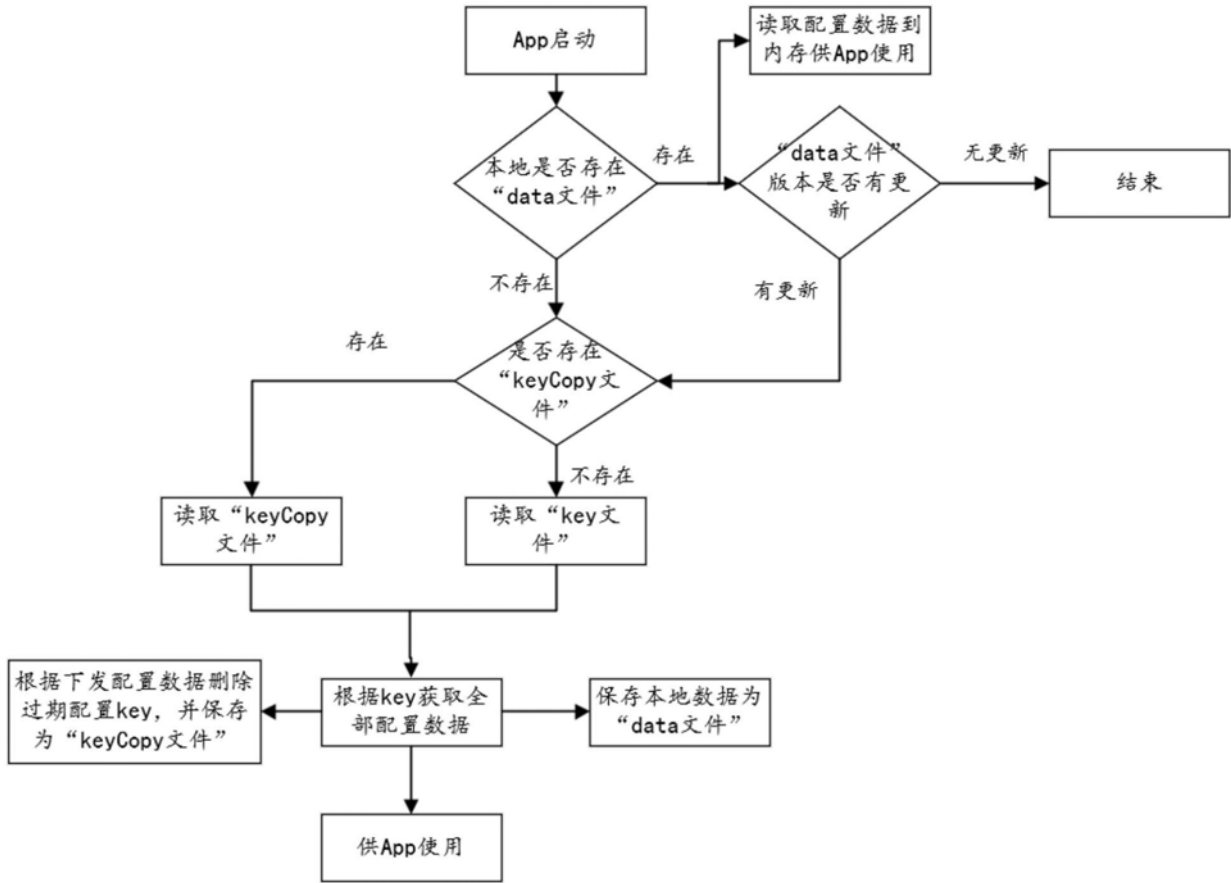 App启动
读取配置数据到
内存供App使用
本地是否存在
“data文件”
存在
“data文件”
版本是否有更
新
无更新
结束
不存在
有更新
存在
是否存在
“keyCopy文
件”
不存在
读取“keyCopy
文件”
读取“key文
件”
根据下发配置数据删除
过期配置key，并保存
为“keyCopy文件”
根据key获取全
部配置数据
保存本地数据为
“data文件”
供App使用